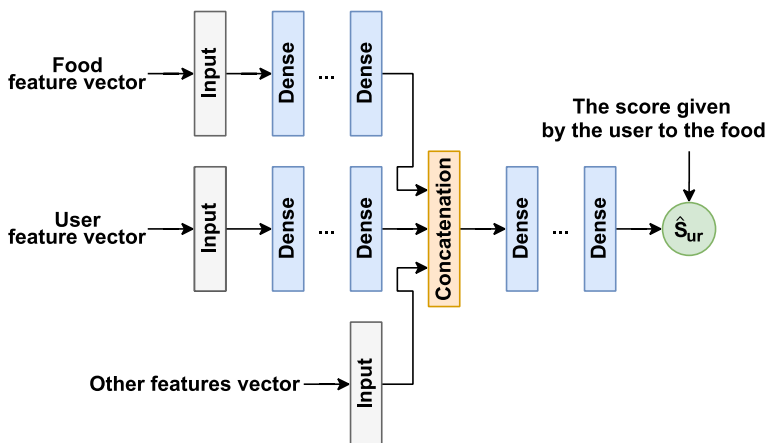 Food
feature vector
Input
Dense
...
Dense
The score given
by the user to the food
User
feature vector
Input
Dense
...
Dense
Concatenation
Dense
...
Dense
Ŝur
Other features vector
Input